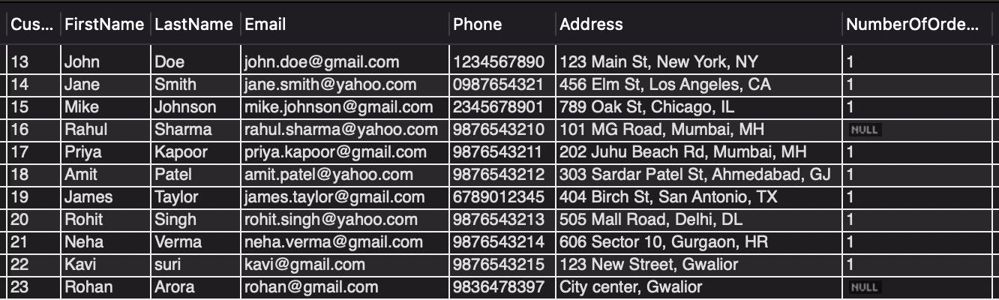 Cus... FirstName LastName Email Phone Address NumberOfOrde...
13 John Doe john.doe@gmail.com 1234567890 123 Main St, New York, NY 1
14 Jane Smith jane.smith@yahoo.com 0987654321 456 Elm St, Los Angeles, CA 1
15 Mike Johnson mike.johnson@gmail.com 2345678901 789 Oak St, Chicago, IL 1
16 Rahul Sharma rahul.sharma@yahoo.com 9876543210 101 MG Road, Mumbai, MH NULL
17 Priya Kapoor priya.kapoor@gmail.com 9876543211 202 Juhu Beach Rd, Mumbai, MH 1
18 Amit Patel amit.patel@yahoo.com 9876543212 303 Sardar Patel St, Ahmedabad, GJ 1
19 James Taylor james.taylor@gmail.com 6789012345 404 Birch St, San Antonio, TX 1
20 Rohit Singh rohit.singh@yahoo.com 9876543213 505 Mall Road, Delhi, DL 1
21 Neha Verma neha.verma@gmail.com 9876543214 606 Sector 10, Gurgaon, HR 1
22 Kavi suri kavi@gmail.com 9876543215 123 New Street, Gwalior 1
23 Rohan Arora rohan@gmail.com 9836478397 City center, Gwalior NULL